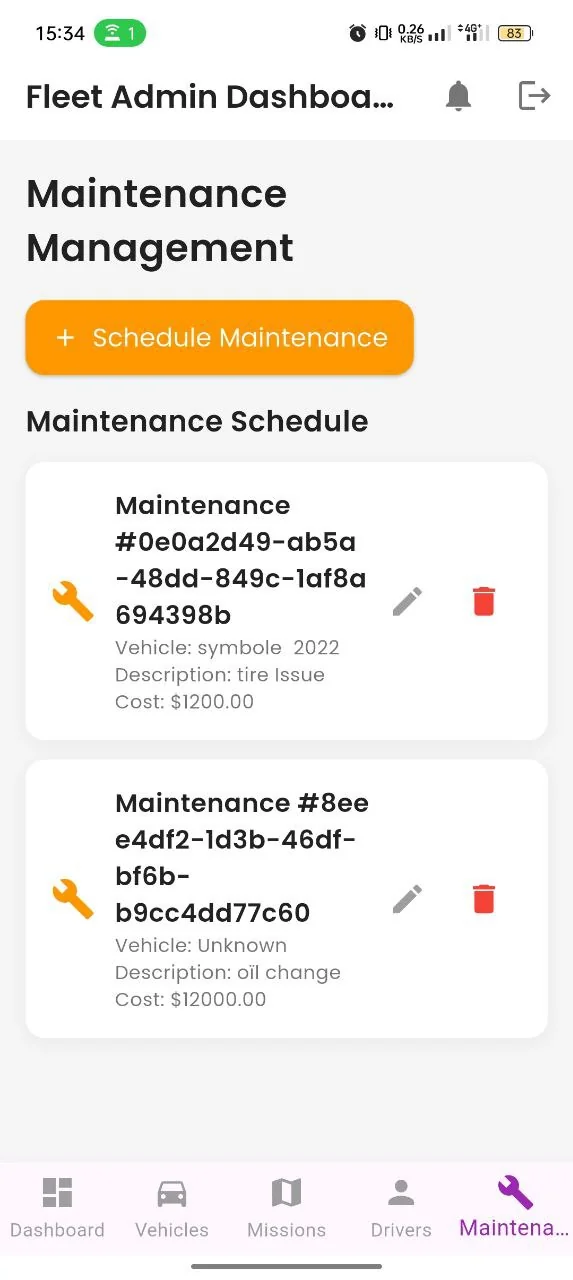 15:34 1 0.26 KB/S 4G+ 83
Fleet Admin Dashboa...
Maintenance
Management
+ Schedule Maintenance
Maintenance Schedule
Maintenance
#0e0a2d49-ab5a
-48dd-849c-1af8a
694398b
Vehicle: symbole  2022
Description: tire Issue
Cost: $1200.00
Maintenance #8ee
e4df2-1d3b-46df-
bf6b-
b9cc4dd77c60
Vehicle: Unknown
Description: oïl change
Cost: $12000.00
Dashboard Vehicles Missions Drivers Maintena...